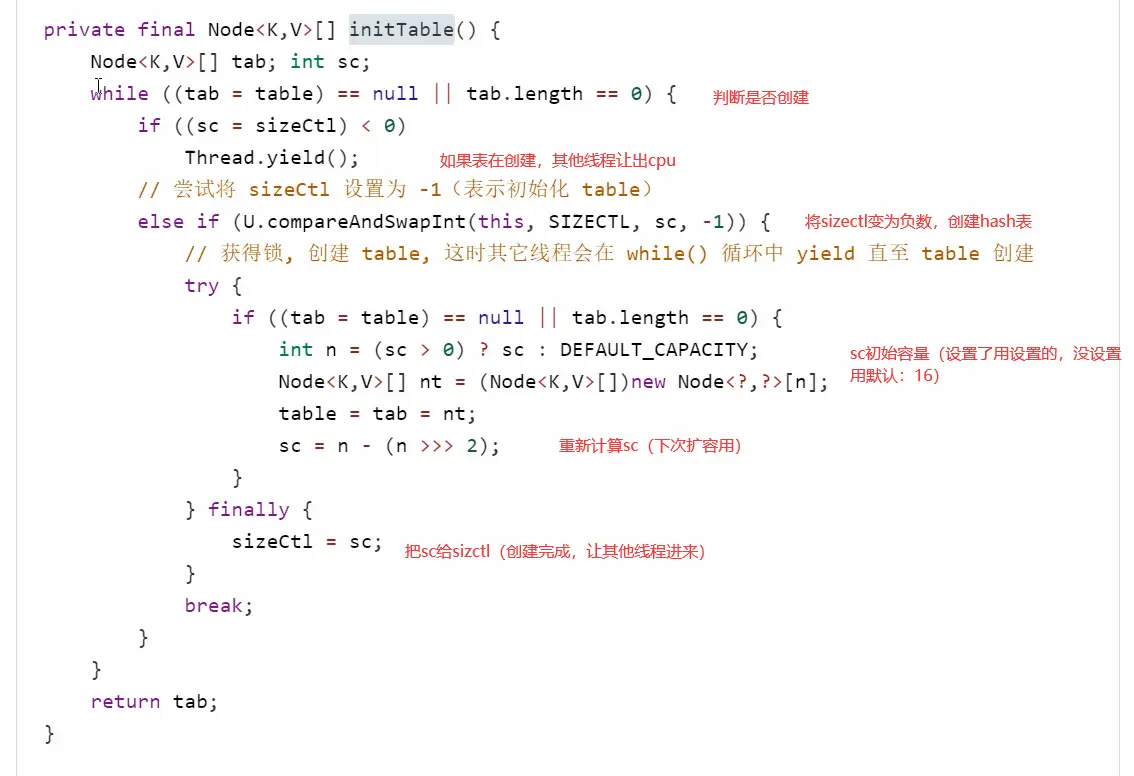 private final Node<K,V>[] initTable() {
Node<K,V>[] tab; int sc;
while ((tab = table) == null || tab.length == 0) { 判断是否创建
if ((sc = sizeCtl) < 0)
Thread.yield(); 如果表在创建，其他线程让出cpu
// 尝试将 sizeCtl 设置为 -1（表示初始化 table）
else if (U.compareAndSwapInt(this, SIZECTL, sc, -1)) { 将sizectl变为负数，创建hash表
// 获得锁, 创建 table, 这时其它线程会在 while() 循环中 yield 直至 table 创建
try {
if ((tab = table) == null || tab.length == 0) {
int n = (sc > 0) ? sc : DEFAULT_CAPACITY; sc初始容量（设置了用设置的，没设置
用默认：16）
Node<K,V>[] nt = (Node<K,V>[])new Node<?,?>[n];
table = tab = nt;
sc = n - (n >>> 2); 重新计算sc（下次扩容用）
}
} finally {
sizeCtl = sc; 把sc给sizctl（创建完成，让其他线程进来）
}
break;
}
}
return tab;
}